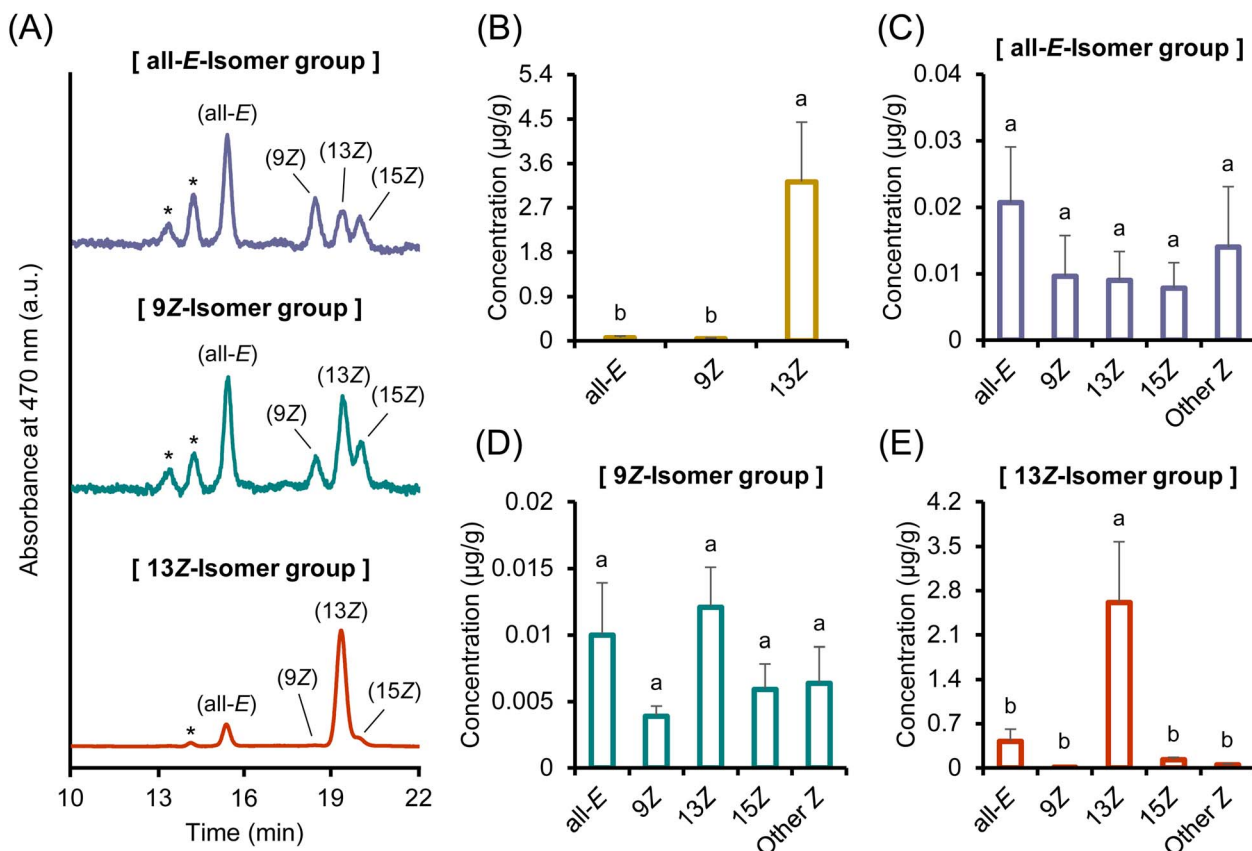 (A)
[ all-E-Isomer group ]
(all-E)
(9Z)
(13Z)
(15Z)
*
*
[ 9Z-Isomer group ]
(all-E)
(13Z)
(9Z)
(15Z)
*
*
[ 13Z-Isomer group ]
(13Z)
(9Z)
(15Z)
(all-E)
*
10 13 16 19 22
Time (min)
Absorbance at 470 nm (a.u.)
(B)
Concentration (µg/g)
5.4
4.5
3.6
2.7
1.8
0.9
0
b b a
all-E 9Z 13Z
(C)
[ all-E-Isomer group ]
Concentration (µg/g)
0.04
0.03
0.02
0.01
0
a a a a a
all-E 9Z 13Z 15Z Other Z
(D)
[ 9Z-Isomer group ]
Concentration (µg/g)
0.02
0.015
0.01
0.005
0
a a a a a
all-E 9Z 13Z 15Z Other Z
(E)
[ 13Z-Isomer group ]
Concentration (µg/g)
4.2
3.5
2.8
2.1
1.4
0.7
0
b b a b b
all-E 9Z 13Z 15Z Other Z